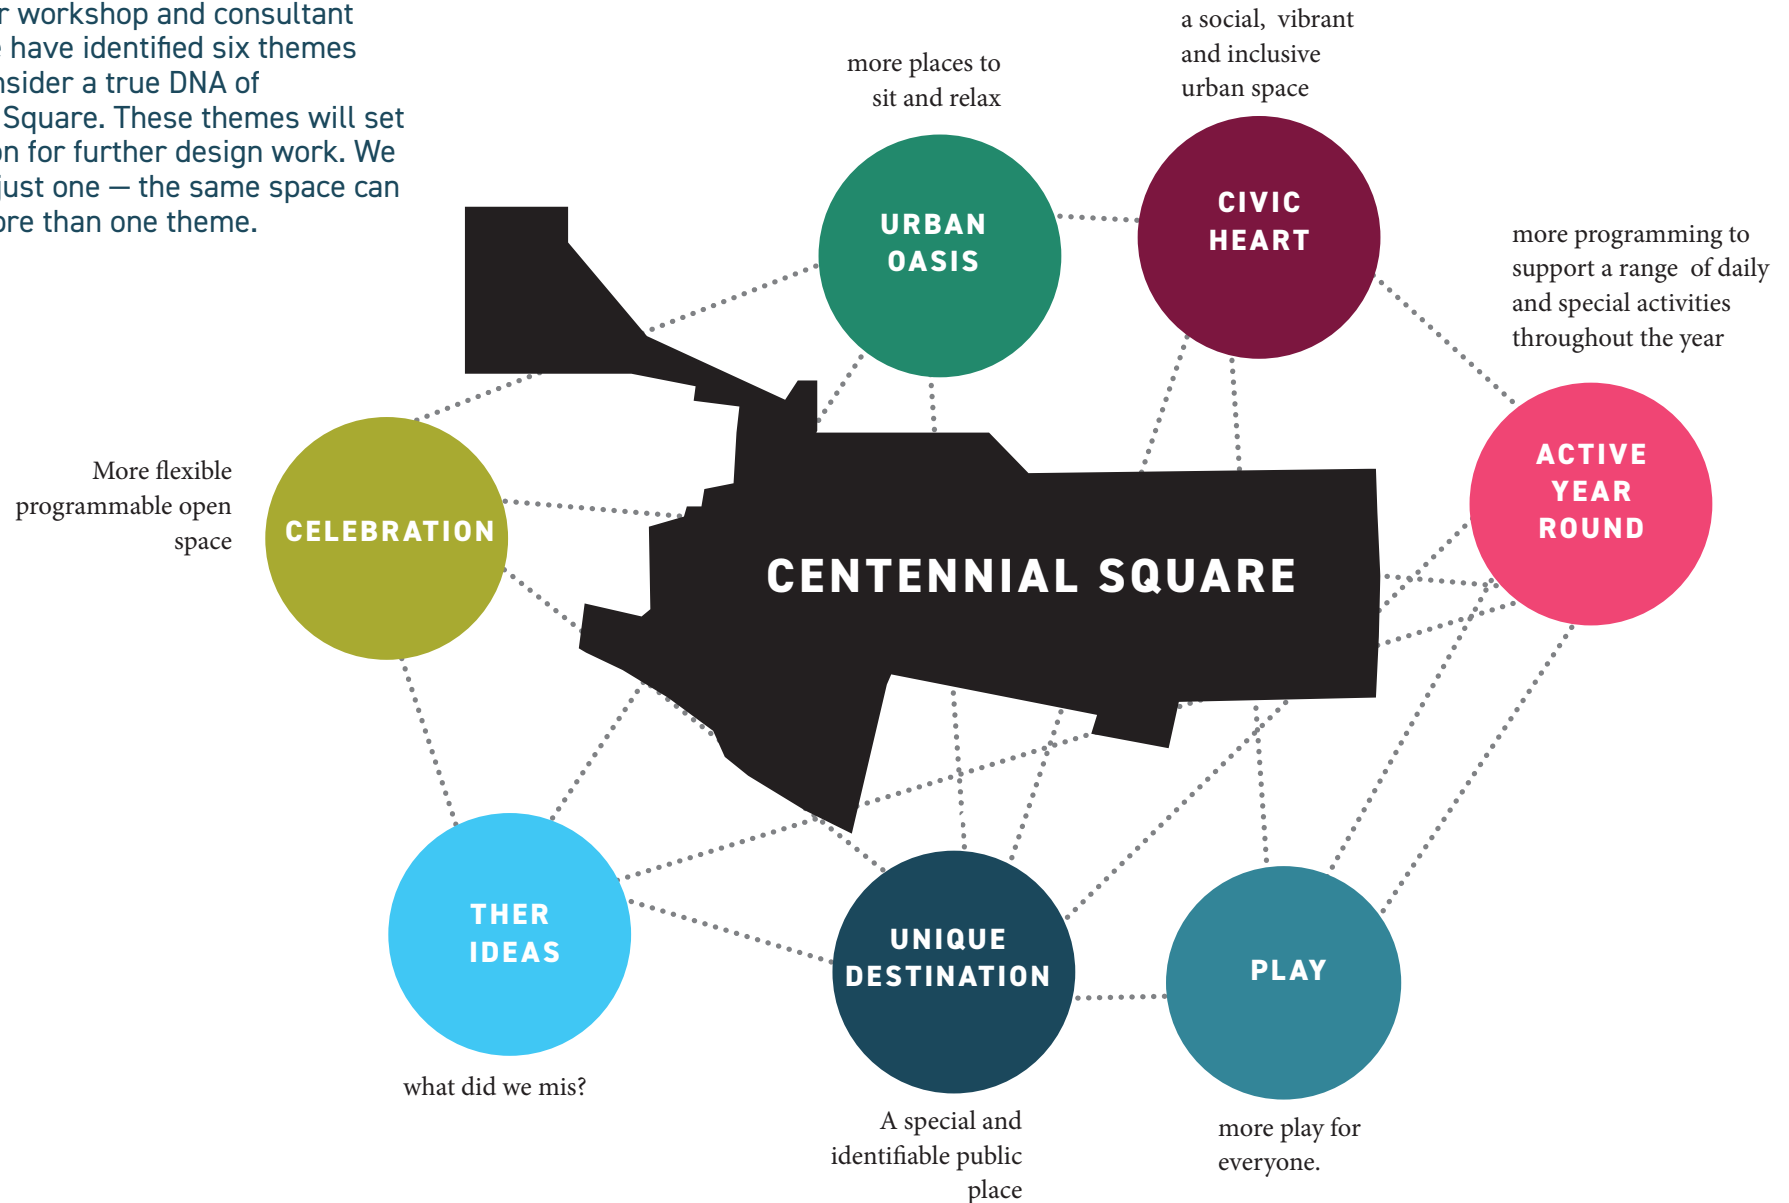 r workshop and consultant
e have identified six themes
nsider a true DNA of
Square. These themes will set
on for further design work. We
just one — the same space can
ore than one theme.
more places to
sit and relax
a social, vibrant
and inclusive
urban space
URBAN
OASIS
CIVIC
HEART
more programming to
support a range of daily
and special activities
throughout the year
More flexible
programmable open
space
CELEBRATION
ACTIVE
YEAR
ROUND
CENTENNIAL SQUARE
THER
IDEAS
what did we mis?
UNIQUE
DESTINATION
A special and
identifiable public
place
PLAY
more play for
everyone.